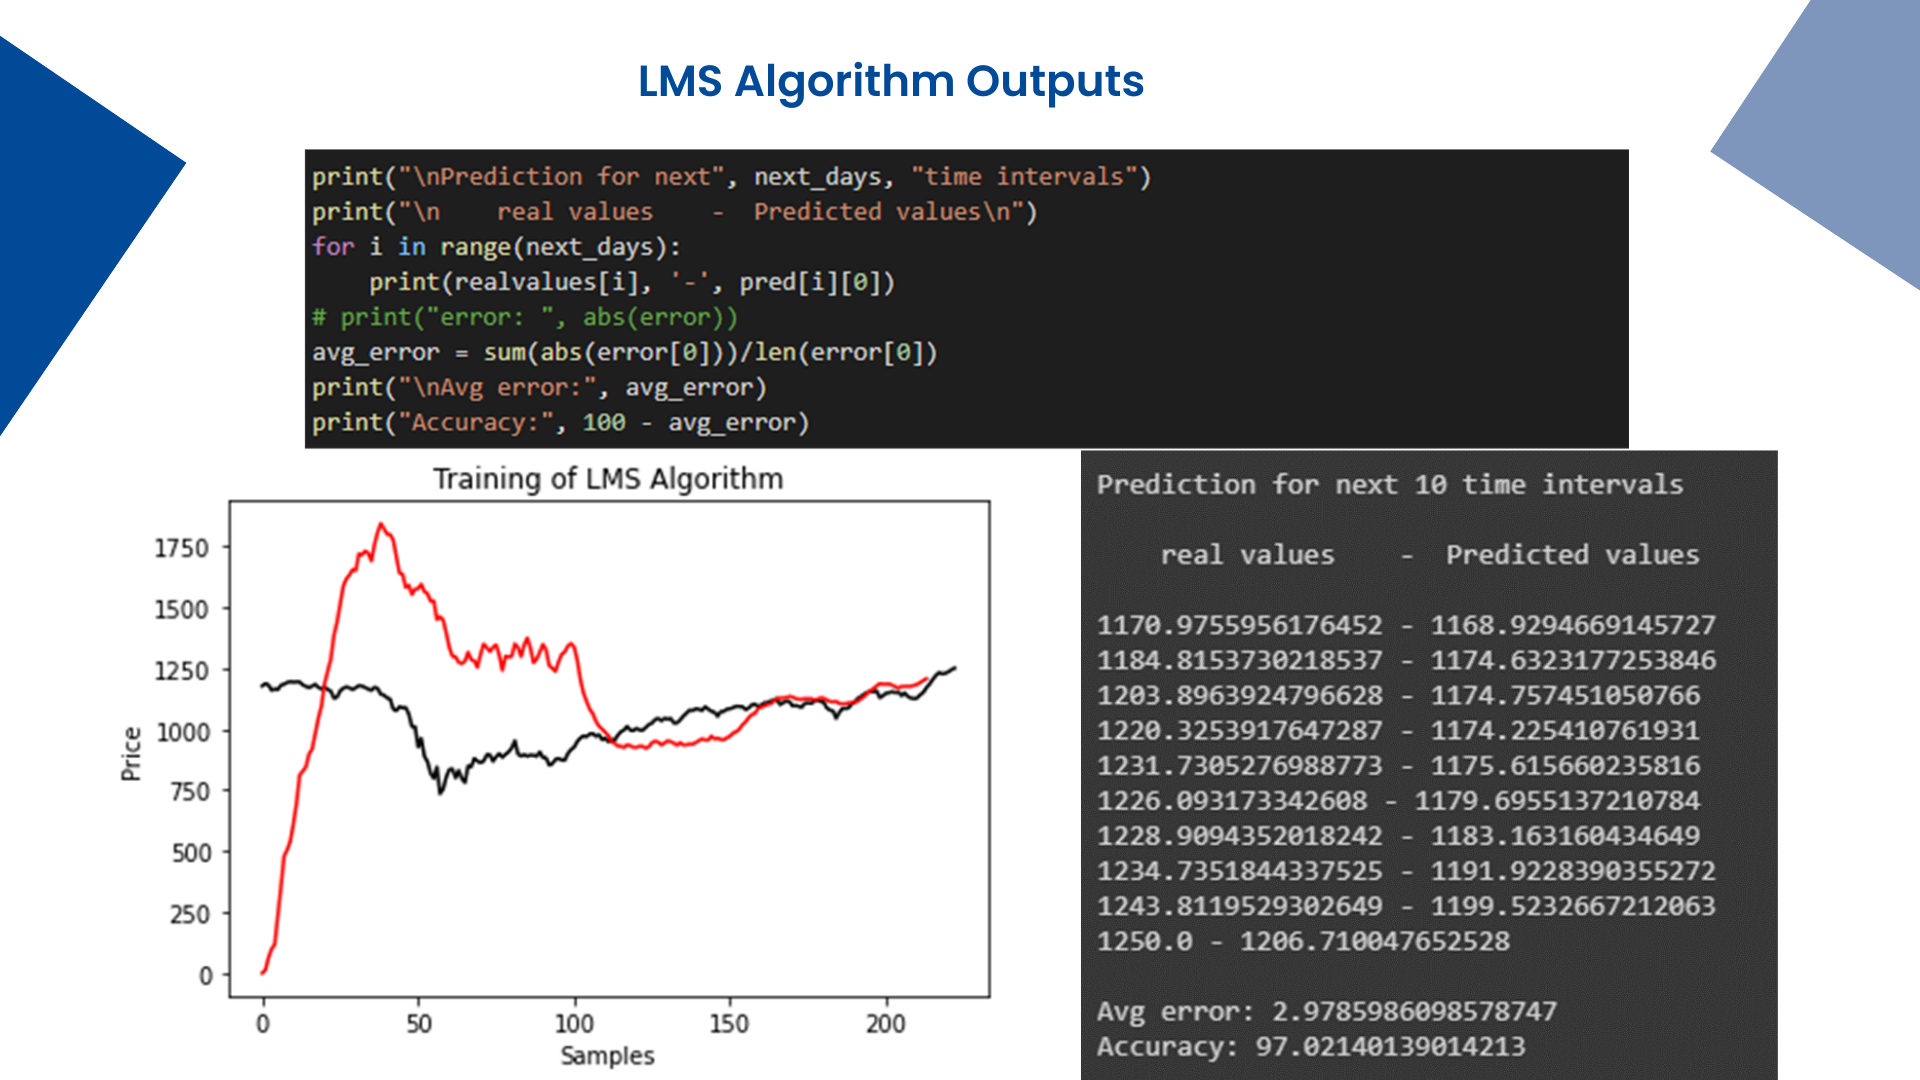 LMS Algorithm Outputs
print("\nPrediction for next", next_days, "time intervals")
print("\n    real values    -  Predicted values\n")
for i in range(next_days):
    print(realvalues[i], '-', pred[i][0])
# print("error: ", abs(error))
avg_error = sum(abs(error[0]))/len(error[0])
print("\nAvg error:", avg_error)
print("Accuracy:", 100 - avg_error)
Training of LMS Algorithm
1750
1500
1250
1000
750
500
250
0
Price
0 50 100 150 200
Samples
Prediction for next 10 time intervals
    real values    -  Predicted values
1170.9755956176452 - 1168.9294669145727
1184.8153730218537 - 1174.6323177253846
1203.8963924796628 - 1174.757451050766
1220.3253917647287 - 1174.225410761931
1231.7305276988773 - 1175.615660235816
1226.093173342608 - 1179.6955137210784
1228.9094352018242 - 1183.163160434649
1234.7351844337525 - 1191.9228390355272
1243.8119529302649 - 1199.5232667212063
1250.0 - 1206.710047652528
Avg error: 2.9785986098578747
Accuracy: 97.02140139014213